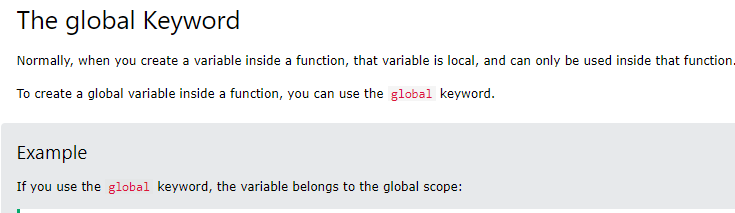 The global Keyword
Normally, when you create a variable inside a function, that variable is local, and can only be used inside that function.
To create a global variable inside a function, you can use the global keyword.
Example
If you use the global keyword, the variable belongs to the global scope: